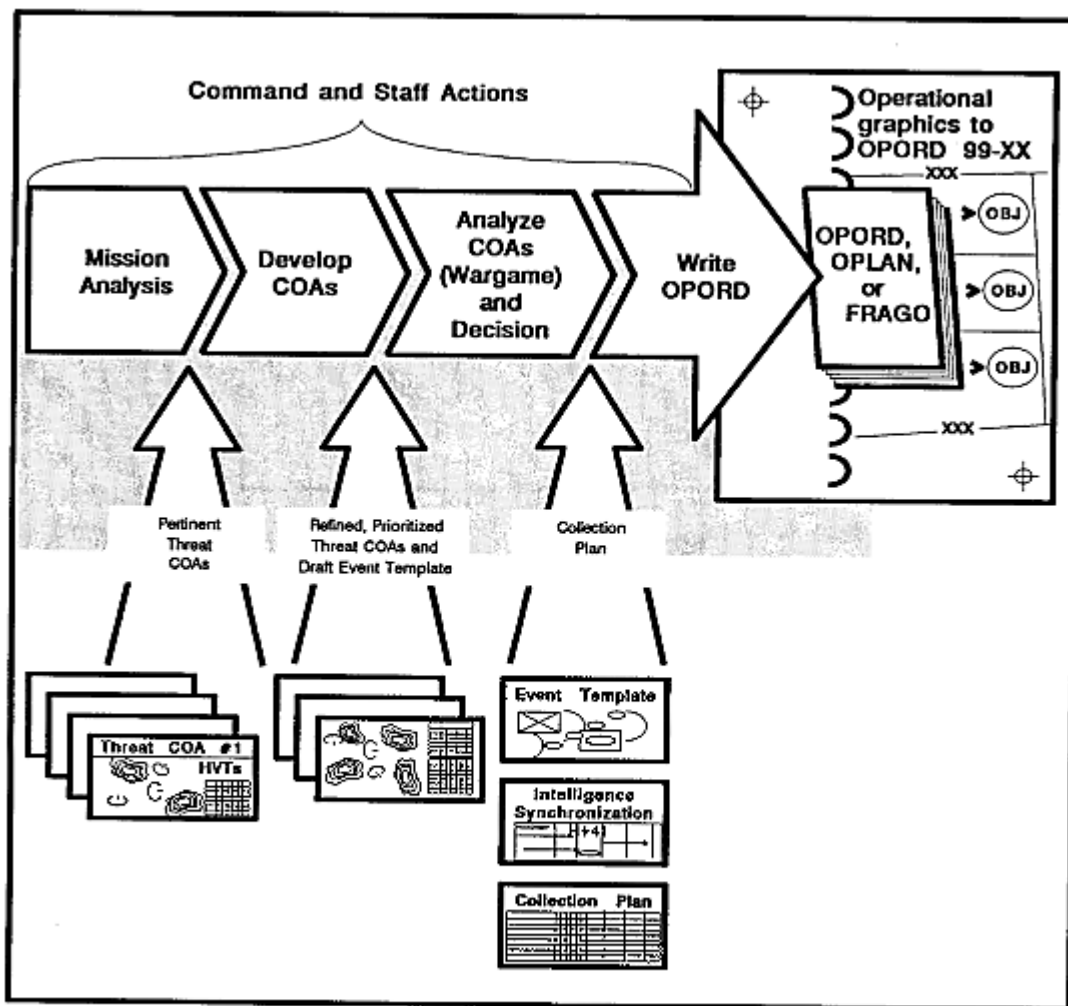 Command and Staff Actions
Mission
Analysis
Develop
COAs
Analyze
COAs
(Wargame)
and
Decision
Write
OPORD
Operational
graphics to
OPORD 99-XX
XXX
OBJ
OBJ
OBJ
XXX
OPORD,
OPLAN,
or
FRAGO
Pertinent
Threat
COAs
Refined, Prioritized
Threat COAs and
Draft Event Template
Collection
Plan
Threat COA #1
HVTs
Event Template
Intelligence
Synchronization
H+4
Collection Plan